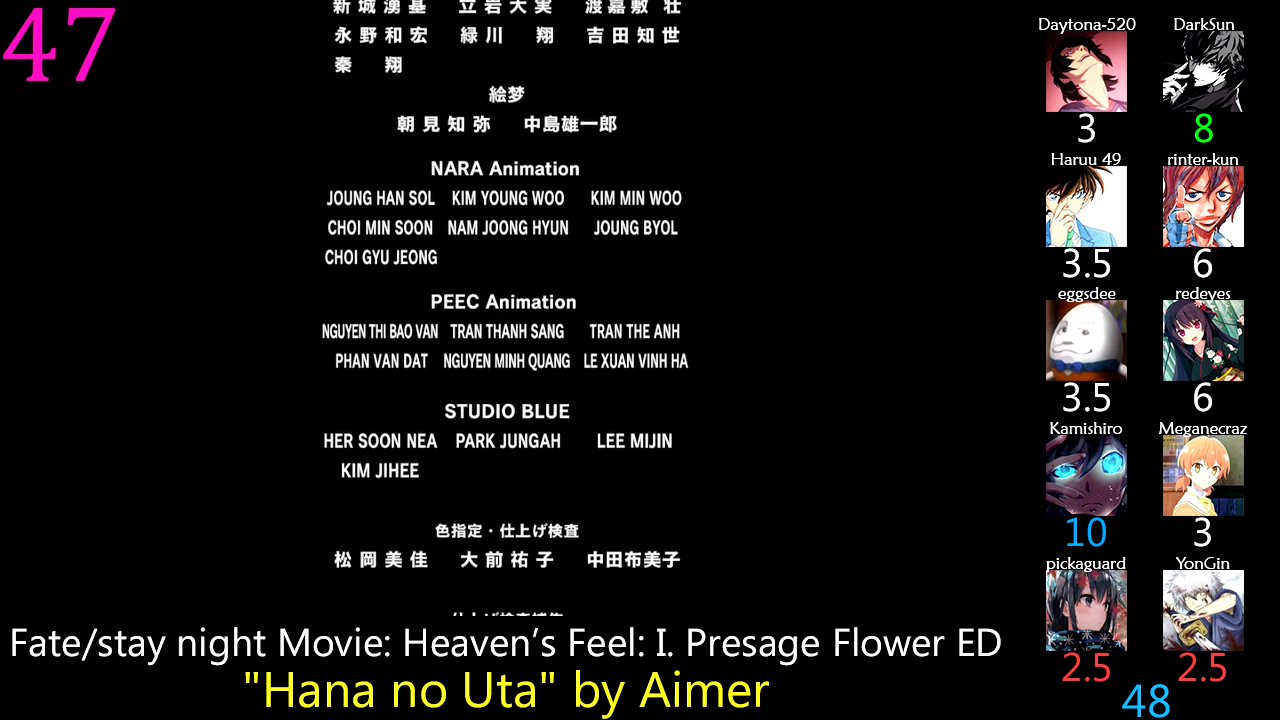 47
新城湧基 立岩大実 渡嘉敷 壮
永野和宏 緑川 翔 吉田知世
秦 翔
絵梦
朝見知弥 中島雄一郎
NARA Animation
JOUNG HAN SOL KIM YOUNG WOO KIM MIN WOO
CHOI MIN SOON NAM JOONG HYUN JOUNG BYOL
CHOI GYU JEONG
PEEC Animation
NGUYEN THI BAO VAN TRAN THANH SANG TRAN THE ANH
PHAN VAN DAT NGUYEN MINH QUANG LE XUAN VINH HA
STUDIO BLUE
HER SOON NEA PARK JUNGAH LEE MIJIN
KIM JIHEE
色指定・仕上げ検査
松岡美佳 大前祐子 中田布美子
Fate/stay night Movie: Heaven’s Feel: I. Presage Flower ED
"Hana no Uta" by Aimer
Daytona-520 DarkSun
3 8
Haruu 49 rinter-kun
3.5 6
eggsdee redeyes
3.5 6
Kamishiro Meganecraz
10 3
pickaguard YonGin
2.5 2.5
48